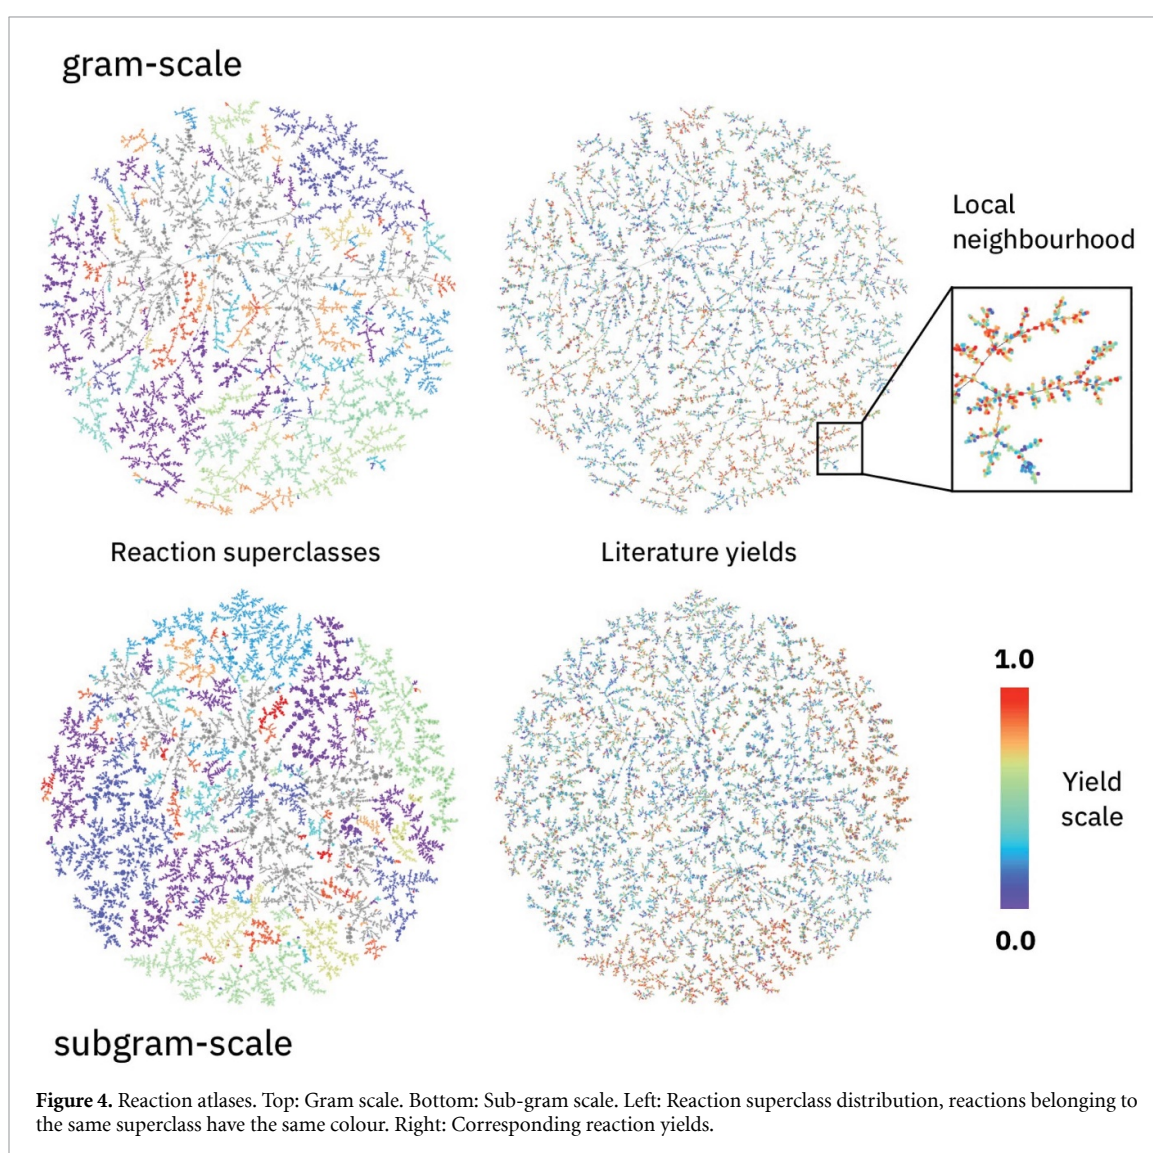 gram-scale
Local
neighbourhood
Reaction superclasses
Literature yields
1.0
Yield
scale
0.0
subgram-scale
Figure 4. Reaction atlases. Top: Gram scale. Bottom: Sub-gram scale. Left: Reaction superclass distribution, reactions belonging to
the same superclass have the same colour. Right: Corresponding reaction yields.